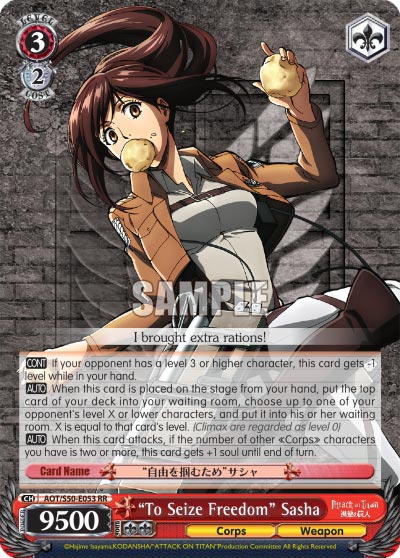 LEVEL
3
2
COST
SAMPLE
I brought extra rations!
CONT If your opponent has a level 3 or higher character, this card gets -1
level while in your hand.
AUTO When this card is placed on the stage from your hand, put the top
card of your deck into your waiting room, choose up to one of your
opponent's level X or lower characters, and put it into his or her waiting
room. X is equal to that card's level. (Climax are regarded as level 0)
AUTO When this card attacks, if the number of other «Corps» characters
you have is two or more, this card gets +1 soul until end of turn.
Card Name "自由を掴むため"サシャ
CH AOT/S50-E053 RR
POWER 9500
"To Seize Freedom" Sasha
Attack on Titan
進撃の巨人
Corps Weapon
©Hajime Isayama,KODANSHA/"ATTACK ON TITAN"Production Committee All Rights Reserved.